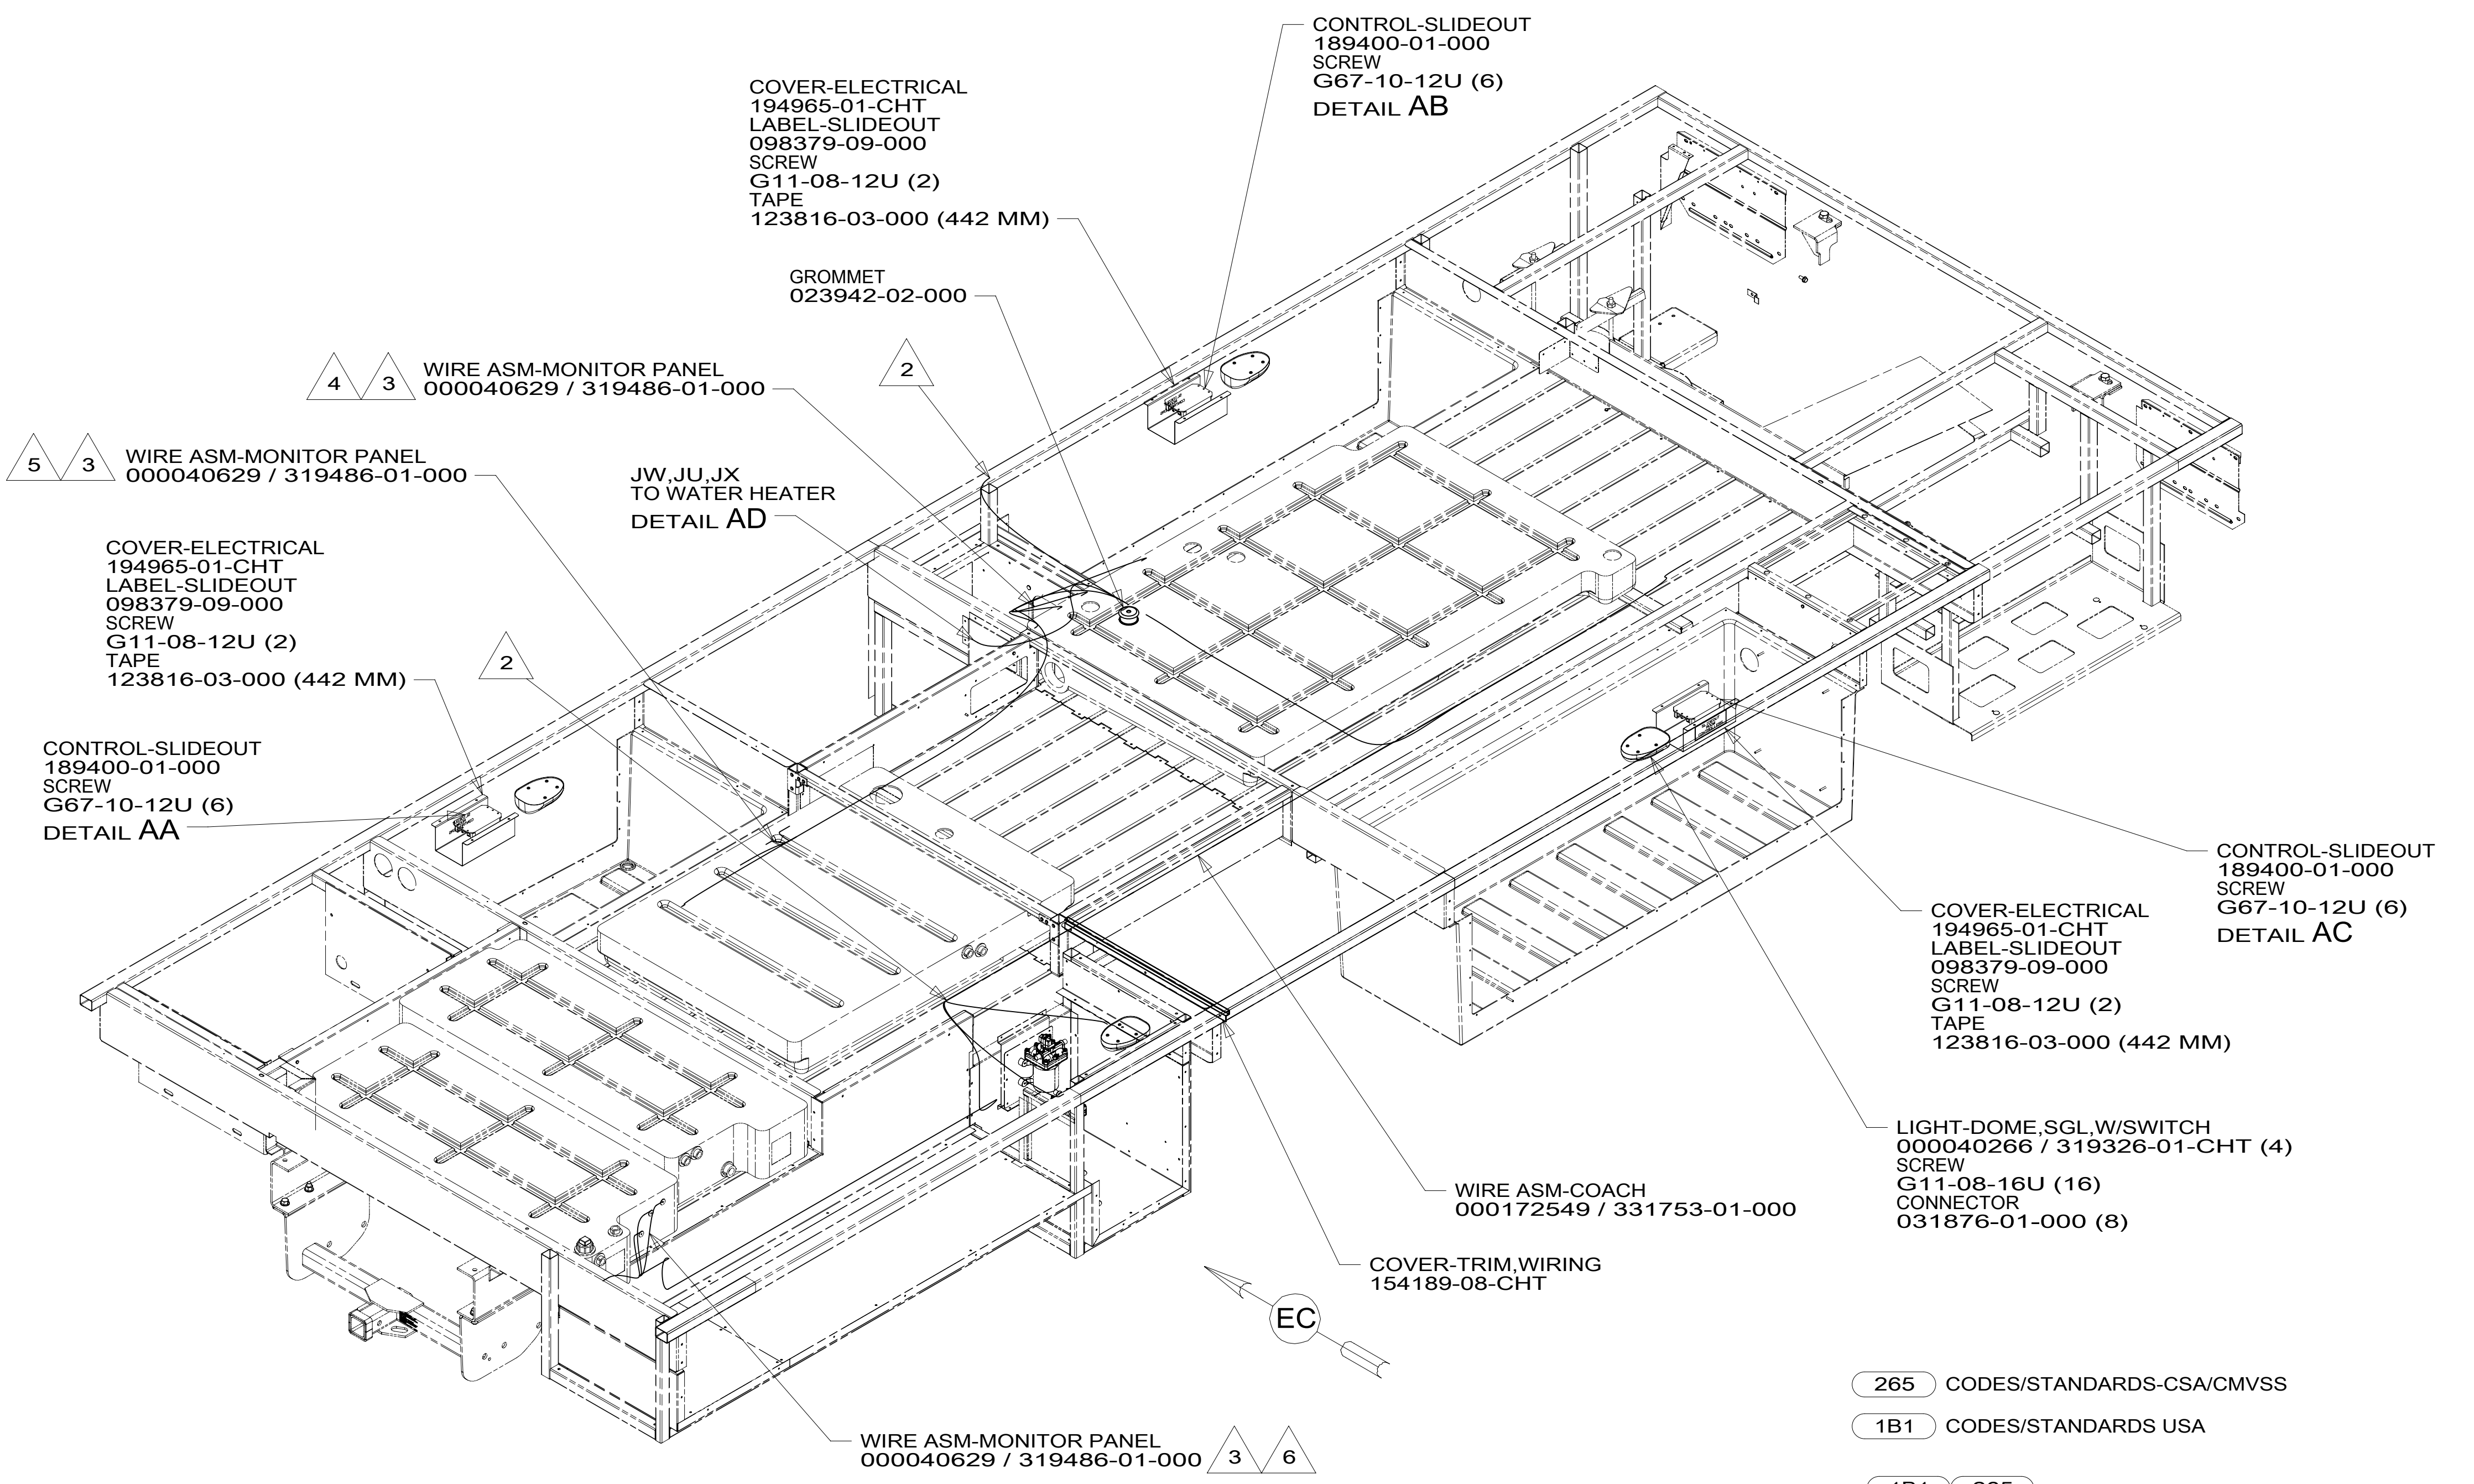 CONTROL-SLIDEOUT
189400-01-000
SCREW
G67-10-12U (6)
DETAIL AB
COVER-ELECTRICAL
194965-01-CHT
LABEL-SLIDEOUT
098379-09-000
SCREW
G11-08-12U (2)
TAPE
123816-03-000 (442 MM)
GROMMET
023942-02-000
2
4 3 WIRE ASM-MONITOR PANEL
000040629 / 319486-01-000
5 3 WIRE ASM-MONITOR PANEL
000040629 / 319486-01-000
JW,JU,JX
TO WATER HEATER
DETAIL AD
COVER-ELECTRICAL
194965-01-CHT
LABEL-SLIDEOUT
098379-09-000
SCREW
G11-08-12U (2)
TAPE
123816-03-000 (442 MM)
2
CONTROL-SLIDEOUT
189400-01-000
SCREW
G67-10-12U (6)
DETAIL AA
CONTROL-SLIDEOUT
189400-01-000
SCREW
G67-10-12U (6)
DETAIL AC
COVER-ELECTRICAL
194965-01-CHT
LABEL-SLIDEOUT
098379-09-000
SCREW
G11-08-12U (2)
TAPE
123816-03-000 (442 MM)
LIGHT-DOME,SGL,W/SWITCH
000040266 / 319326-01-CHT (4)
SCREW
G11-08-16U (16)
CONNECTOR
031876-01-000 (8)
WIRE ASM-COACH
000172549 / 331753-01-000
COVER-TRIM,WIRING
154189-08-CHT
EC
265 CODES/STANDARDS-CSA/CMVSS
1B1 CODES/STANDARDS USA
WIRE ASM-MONITOR PANEL
000040629 / 319486-01-000 3 6